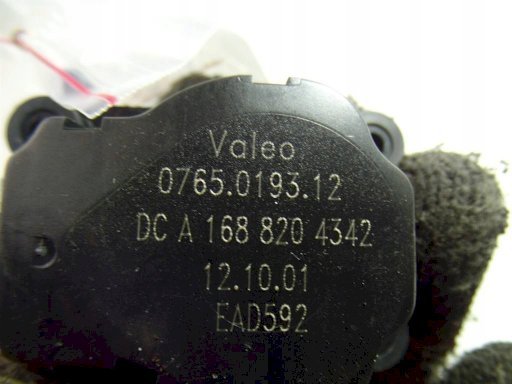 Valeo
0765.0193.12
DC A 168 820 4342
12.10.01
EAD592